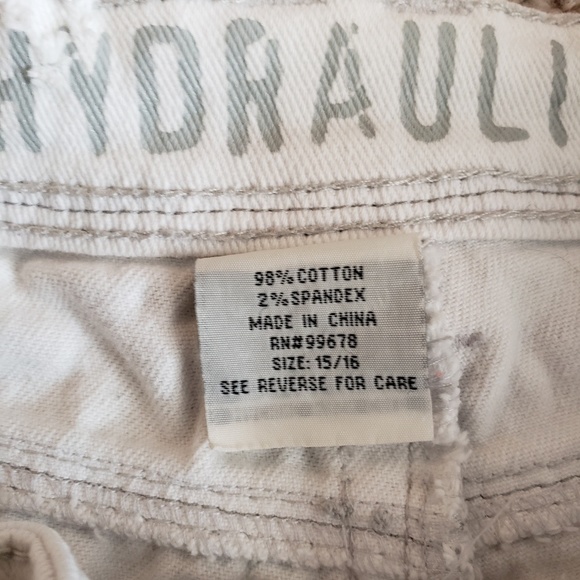 HYDRAULI
98% COTTON
2% SPANDEX
MADE IN CHINA
RN# 99678
SIZE: 15/16
SEE REVERSE FOR CARE